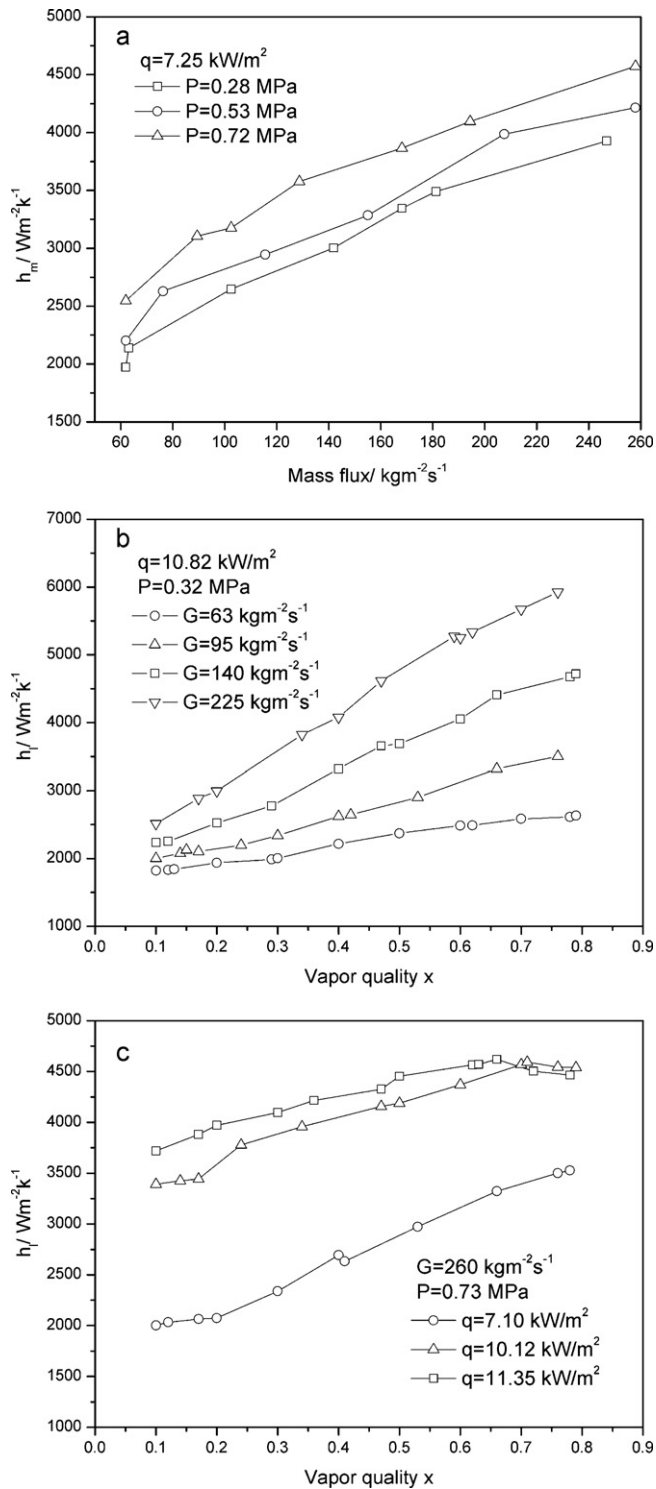 a
q=7.25 kW/m²
P=0.28 MPa
P=0.53 MPa
P=0.72 MPa
5000
4500
4000
3500
3000
2500
2000
1500
hₘ/ Wm⁻²k⁻¹
60 80 100 120 140 160 180 200 220 240 260
Mass flux/ kgm⁻²s⁻¹
b
q=10.82 kW/m²
P=0.32 MPa
G=63 kgm⁻²s⁻¹
G=95 kgm⁻²s⁻¹
G=140 kgm⁻²s⁻¹
G=225 kgm⁻²s⁻¹
7000
6000
5000
4000
3000
2000
1000
hₗ/ Wm⁻²k⁻¹
0.0 0.1 0.2 0.3 0.4 0.5 0.6 0.7 0.8 0.9
Vapor quality x
c
5000
4500
4000
3500
3000
2500
2000
1500
1000
hₗ/ Wm⁻²k⁻¹
G=260 kgm⁻²s⁻¹
P=0.73 MPa
q=7.10 kW/m²
q=10.12 kW/m²
q=11.35 kW/m²
0.0 0.1 0.2 0.3 0.4 0.5 0.6 0.7 0.8 0.9
Vapor quality x